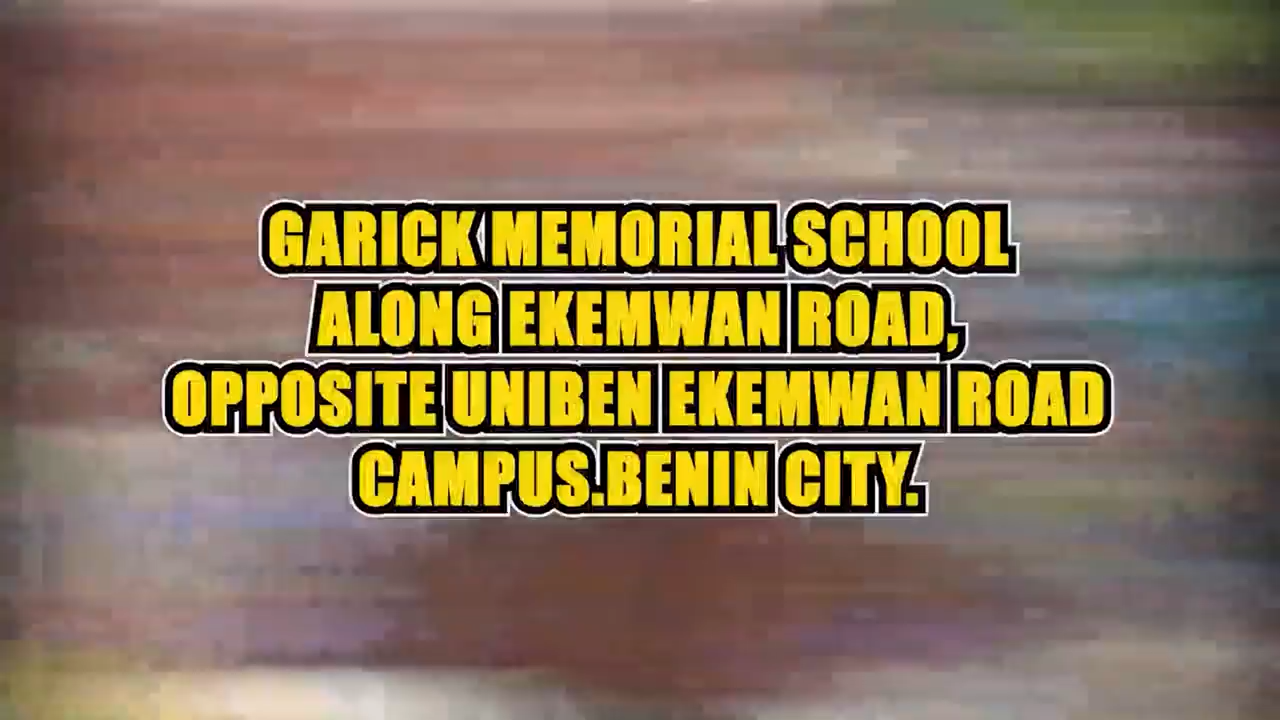 GARICK MEMORIAL SCHOOL
ALONG EKEMWAN ROAD,
OPPOSITE UNIBEN EKEMWAN ROAD
CAMPUS.BENIN CITY.